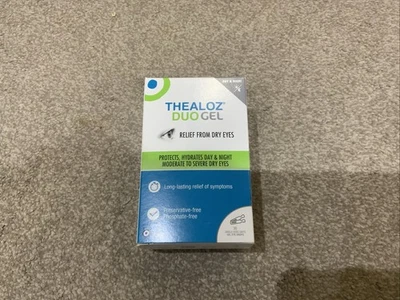 THEALOZ®
DUO GEL
RELIEF FROM DRY EYES
PROTECTS, HYDRATES DAY & NIGHT
MODERATE TO SEVERE DRY EYES
Long-lasting relief of symptoms
Preservative-free
Phosphate-free